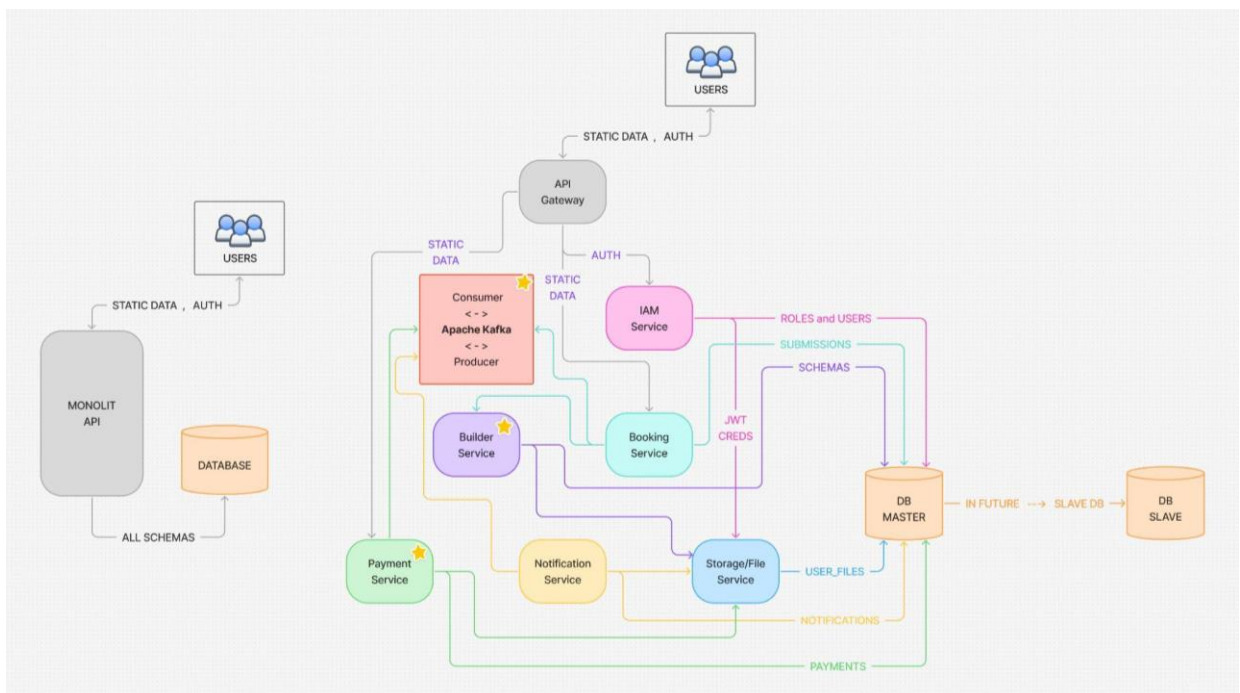 USERS
STATIC DATA , AUTH
API
Gateway
USERS
STATIC
DATA
AUTH
STATIC
DATA
STATIC DATA , AUTH
Consumer
< - >
Apache Kafka
< - >
Producer
IAM
Service
ROLES and USERS
SUBMISSIONS
SCHEMAS
MONOLIT
API
DATABASE
Builder
Service
Booking
Service
JWT
CREDS
DB
MASTER
IN FUTURE --→ SLAVE DB
DB
SLAVE
ALL SCHEMAS
Payment
Service
Notification
Service
Storage/File
Service
USER_FILES
NOTIFICATIONS
PAYMENTS